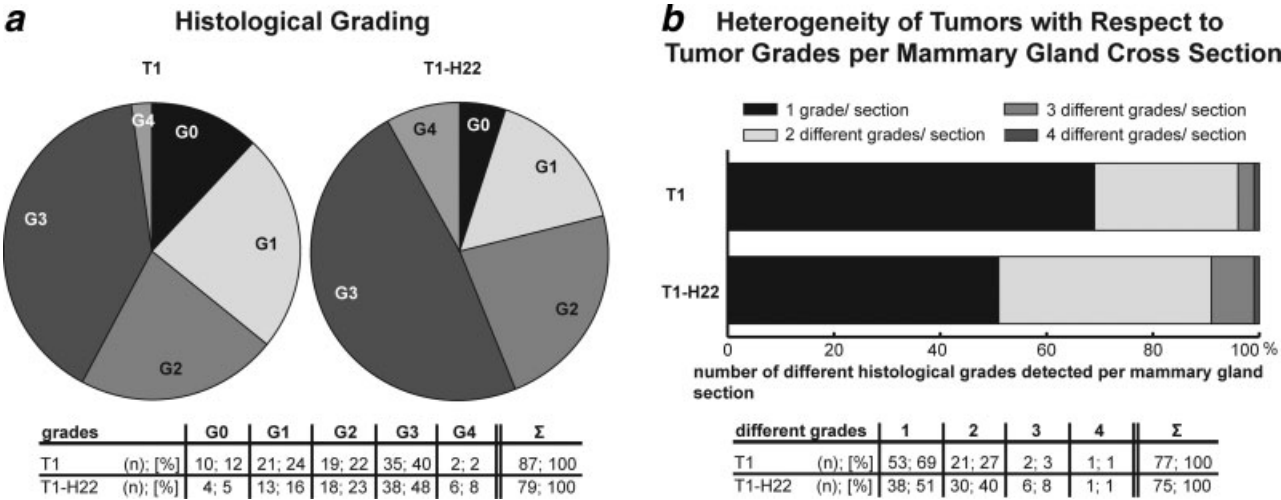 a Histological Grading
T1
T1-H22
G4
G0
G3
G1
G2
G4
G0
G1
G3
G2
grades G0 G1 G2 G3 G4 Σ
T1 (n); [%] 10; 12 21; 24 19; 22 35; 40 2; 2 87; 100
T1-H22 (n); [%] 4; 5 13; 16 18; 23 38; 48 6; 8 79; 100
b Heterogeneity of Tumors with Respect to
Tumor Grades per Mammary Gland Cross Section
1 grade/ section
3 different grades/ section
2 different grades/ section
4 different grades/ section
T1
T1-H22
0 20 40 60 80 100 %
number of different histological grades detected per mammary gland
section
different grades 1 2 3 4 Σ
T1 (n); [%] 53; 69 21; 27 2; 3 1; 1 77; 100
T1-H22 (n); [%] 38; 51 30; 40 6; 8 1; 1 75; 100